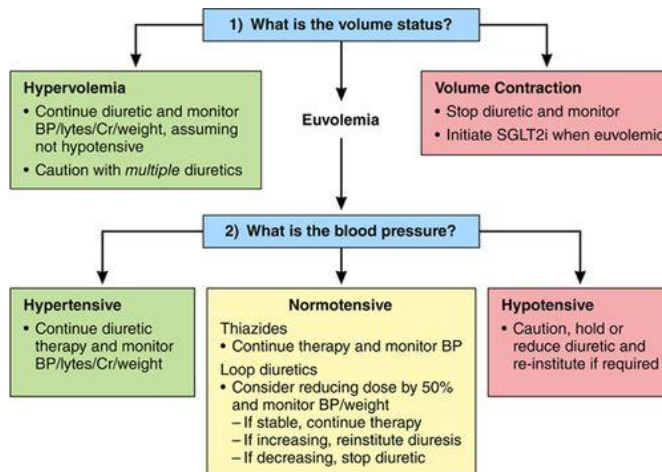 1) What is the volume status?
Hypervolemia
• Continue diuretic and monitor
BP/lytes/Cr/weight, assuming
not hypotensive
• Caution with multiple diuretics
Euvolemia
Volume Contraction
• Stop diuretic and monitor
• Initiate SGLT2i when euvolemic
2) What is the blood pressure?
Hypertensive
• Continue diuretic
therapy and monitor
BP/lytes/Cr/weight
Normotensive
Thiazides
• Continue therapy and monitor BP
Loop diuretics
• Consider reducing dose by 50%
and monitor BP/weight
– If stable, continue therapy
– If increasing, reinstitute diuresis
– If decreasing, stop diuretic
Hypotensive
• Caution, hold or
reduce diuretic and
re-institute if required